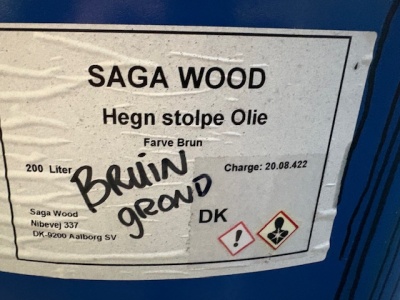 SAGA WOOD
Hegn stolpe Olie
Farve Brun
200 Liter
Charge: 20.08.422
BRUIN
GROND
DK
Saga Wood
Nibevej 337
DK-9200 Aalborg SV